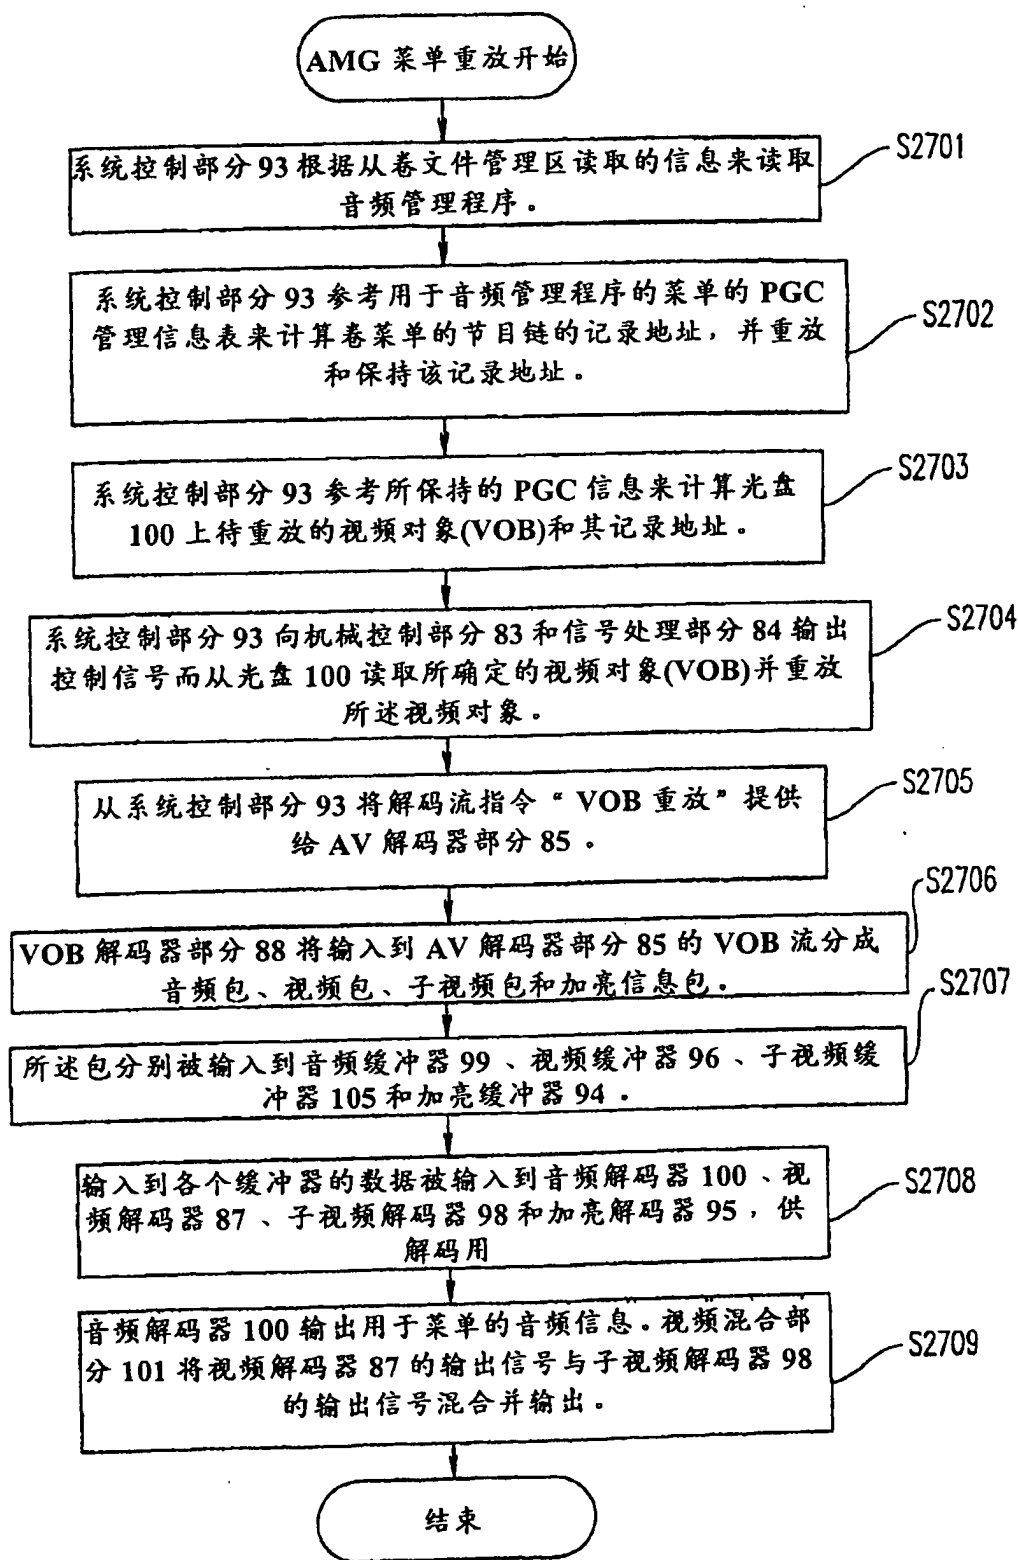 AMG 菜单重放开始
系统控制部分 93 根据从卷文件管理区读取的信息来读取
音频管理程序。
S2701
系统控制部分 93 参考用于音频管理程序的菜单的 PGC
管理信息表来计算卷菜单的节目链的记录地址，并重放
和保持该记录地址。
S2702
系统控制部分 93 参考所保持的 PGC 信息来计算光盘
100 上待重放的视频对象(VOB)和其记录地址。
S2703
系统控制部分 93 向机械控制部分 83 和信号处理部分 84 输出
控制信号而从光盘 100 读取所确定的视频对象(VOB)并重放
所述视频对象。
S2704
从系统控制部分 93 将解码流指令“VOB 重放”提供
给 AV 解码器部分 85。
S2705
VOB 解码器部分 88 将输入到 AV 解码器部分 85 的 VOB 流分成
音频包、视频包、子视频包和加亮信息包。
S2706
所述包分别被输入到音频缓冲器 99、视频缓冲器 96、子视频缓
冲器 105 和加亮缓冲器 94。
S2707
输入到各个缓冲器的数据被输入到音频解码器 100、视
频解码器 87、子视频解码器 98 和加亮解码器 95，供
解码用
S2708
音频解码器 100 输出用于菜单的音频信息。视频混合部
分 101 将视频解码器 87 的输出信号与子视频解码器 98
的输出信号混合并输出。
S2709
结束